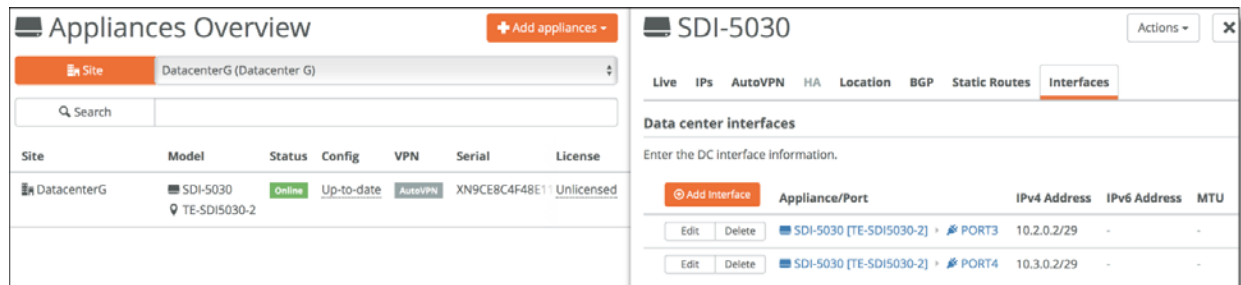 Appliances Overview
Add appliances
Site
DatacenterG (Datacenter G)
Search
Site Model Status Config VPN Serial License
DatacenterG SDI-5030 Online Up-to-date AutoVPN XN9CE8C4F48E11 Unlicensed
TE-SDI5030-2
SDI-5030
Actions
Live IPs AutoVPN HA Location BGP Static Routes Interfaces
Data center interfaces
Enter the DC interface information.
Add Interface Appliance/Port IPv4 Address IPv6 Address MTU
Edit Delete SDI-5030 [TE-SDI5030-2] › PORT3 10.2.0.2/29 - -
Edit Delete SDI-5030 [TE-SDI5030-2] › PORT4 10.3.0.2/29 - -